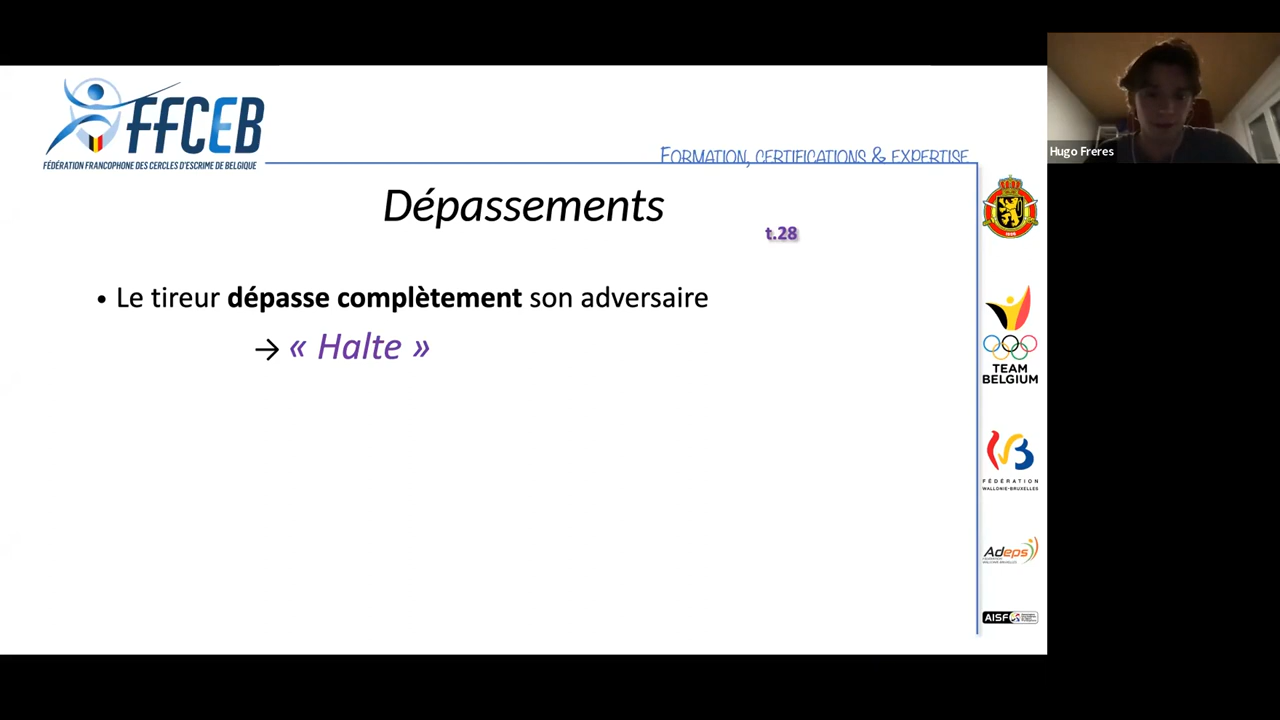 FFCEB
FÉDÉRATION FRANCOPHONE DES CERCLES D'ESCRIME DE BELGIQUE
FORMATION, CERTIFICATIONS & EXPERTISE
Hugo Freres
Dépassements
t.28
• Le tireur dépasse complètement son adversaire
→ « Halte »
TEAM
BELGIUM
FÉDÉRATION
WALLONIE-BRUXELLES
Adeps
AISF